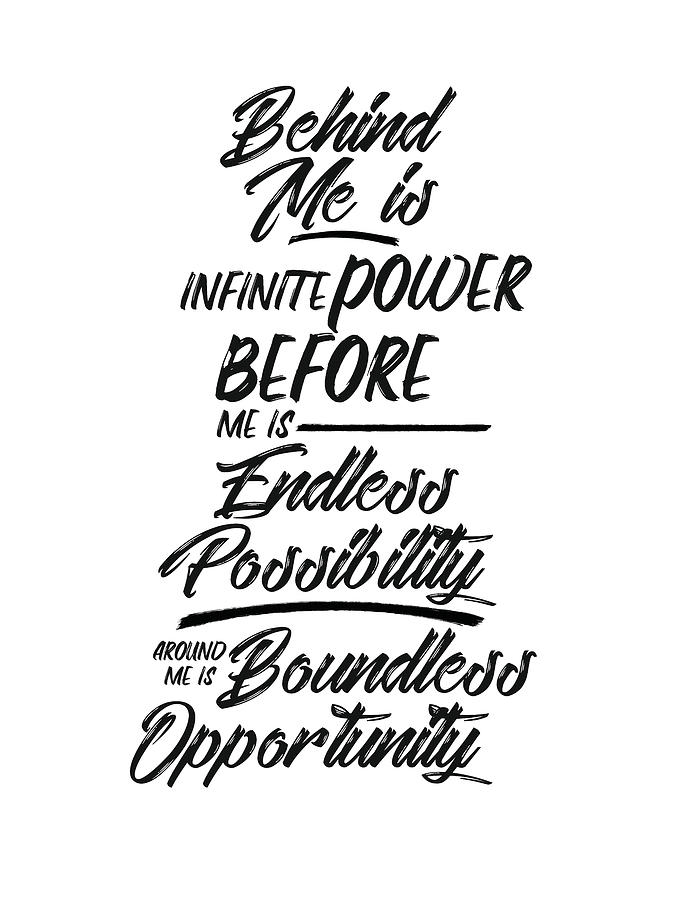 Behind
Me is
INFINITE POWER
BEFORE
ME IS
Endless
Possibility
AROUND
ME IS
Boundless
Opportunity